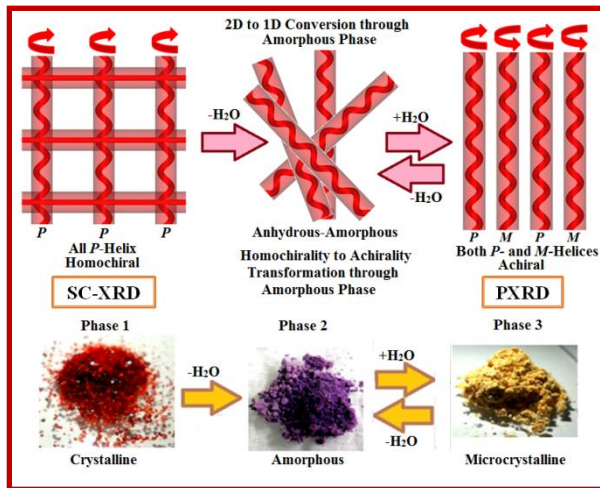 2D to 1D Conversion through
Amorphous Phase
-H2O
+H2O
-H2O
P
P
P
Anhydrous-Amorphous
P
M
P
M
All P-Helix
Homochiral
Both P- and M-Helices
Achiral
Homochirality to Achirality
Transformation through
Amorphous Phase
SC-XRD
PXRD
Phase 1
Phase 2
Phase 3
-H2O
+H2O
-H2O
Crystalline
Amorphous
Microcrystalline